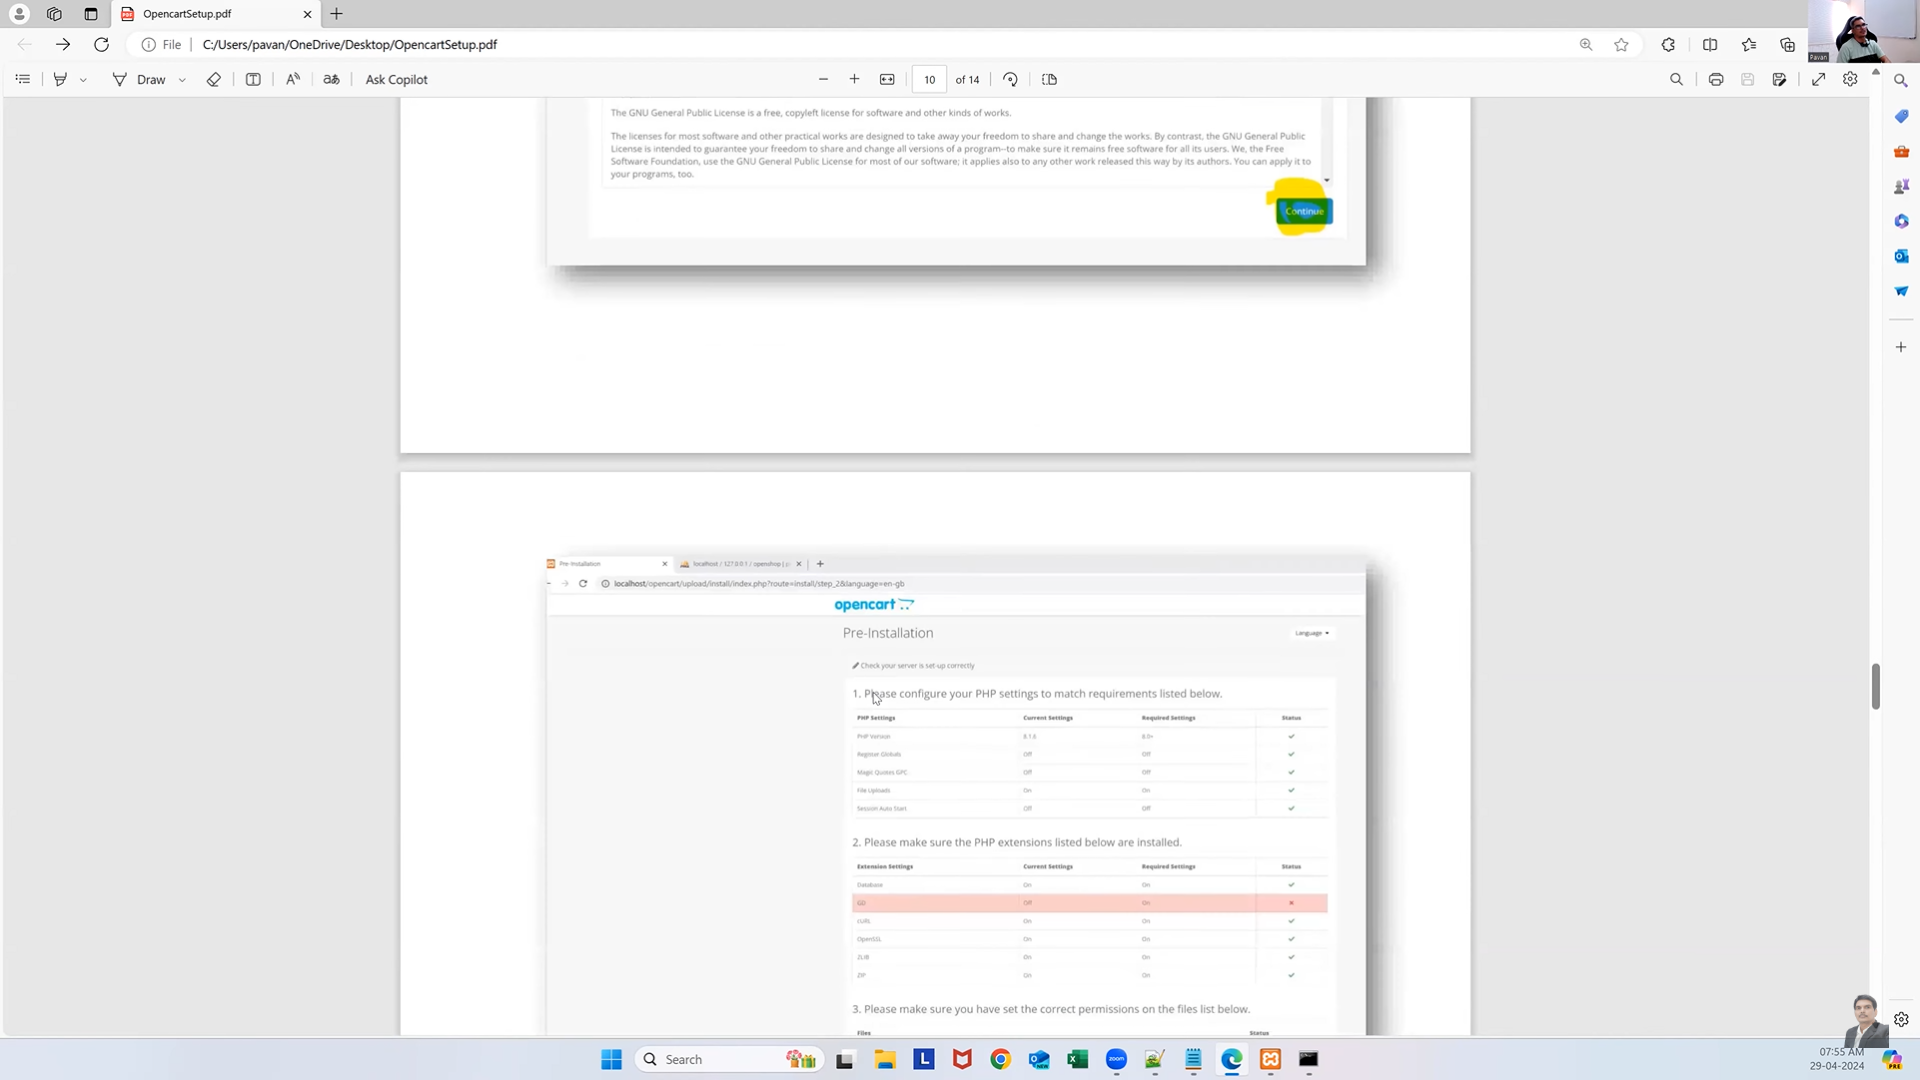 OpencartSetup.pdf
File
C:/Users/pavan/OneDrive/Desktop/OpencartSetup.pdf
Pavan
Draw
Ask Copilot
10 of 14
The GNU General Public License is a free, copyleft license for software and other kinds of works.
The licenses for most software and other practical works are designed to take away your freedom to share and change the works. By contrast, the GNU General Public
License is intended to guarantee your freedom to share and change all versions of a program--to make sure it remains free software for all its users. We, the Free
Software Foundation, use the GNU General Public License for most of our software; it applies also to any other work released this way by its authors. You can apply it to
your programs, too.
Continue
Pre-Installation
localhost / 127.0.0.1 / openshop | p
localhost/opencart/upload/install/index.php?route=install/step_2&language=en-gb
opencart
Pre-Installation
Language
Check your server is set-up correctly
1. Please configure your PHP settings to match requirements listed below.
PHP Settings Current Settings Required Settings Status
PHP Version 8.1.6 8.0+
Register Globals Off Off
Magic Quotes GPC Off Off
File Uploads On On
Session Auto Start Off Off
2. Please make sure the PHP extensions listed below are installed.
Extension Settings Current Settings Required Settings Status
Database On On
GD Off On
cURL On On
OpenSSL On On
ZLIB On On
ZIP On On
3. Please make sure you have set the correct permissions on the files list below.
Files Status
Search
zoom
07:55 AM
29-04-2024